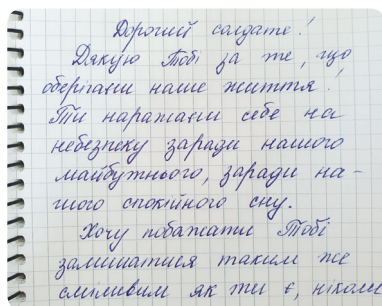 Дорогий солдате!
Дякую Тобі за те, що
оберігаєш наше життя!
Ти наражаєш себе на
небезпеку заради нашого
майбутнього, заради на-
шого спокійного сну.
Хочу побажати Тобі
залишатися таким же
сміливим як ти є, ніколи